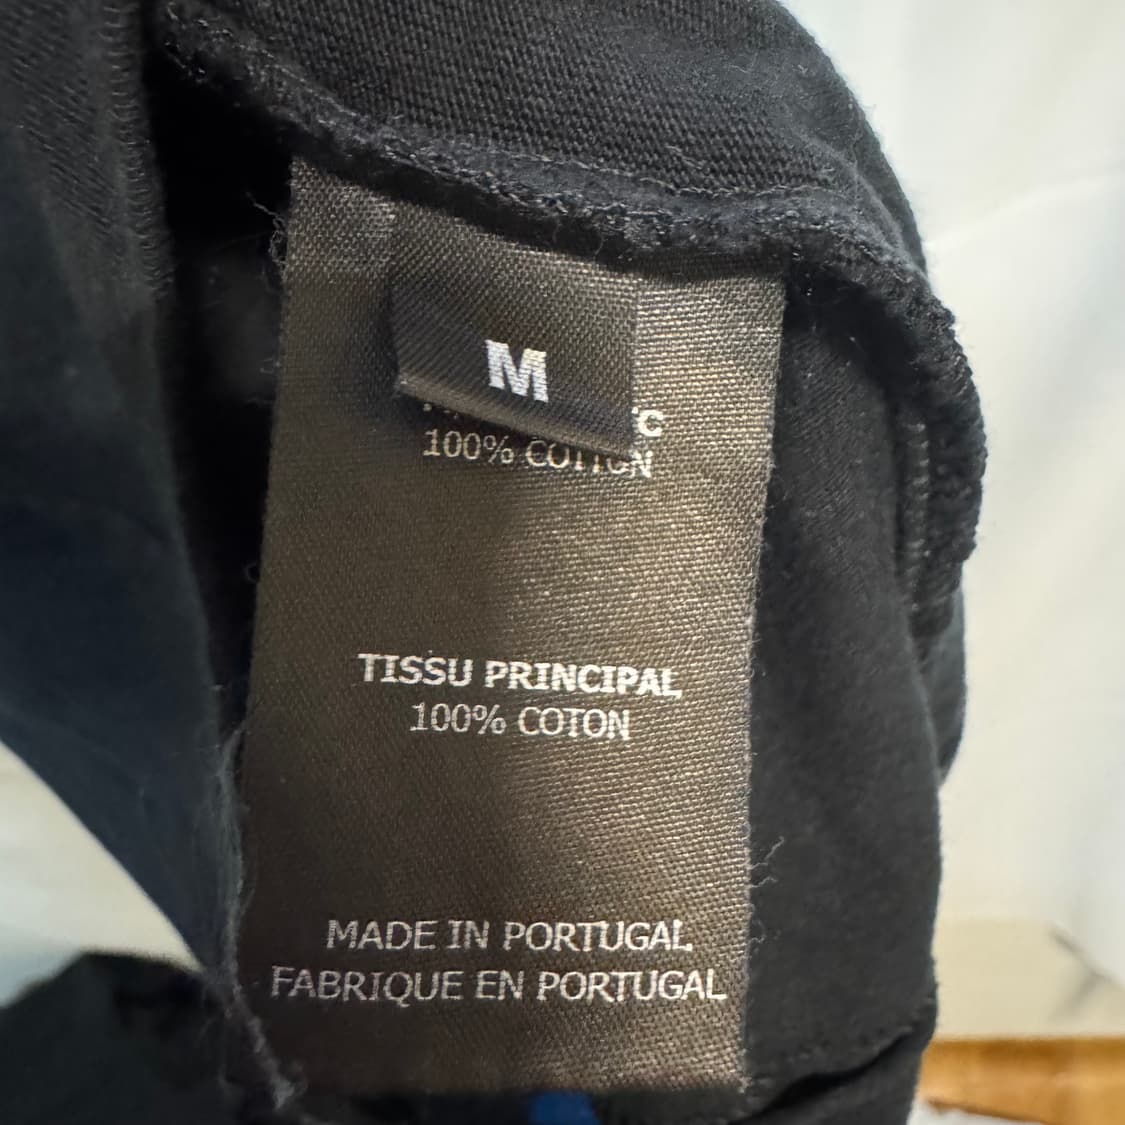 M
100% COTTON
TISSU PRINCIPAL
100% COTON
MADE IN PORTUGAL
FABRIQUE EN PORTUGAL